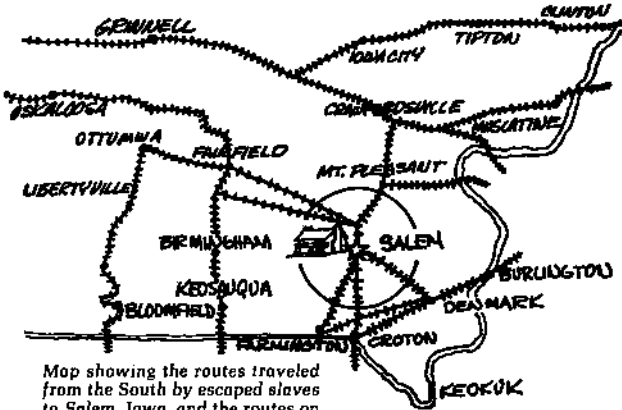 CLINTON
GRINNELL
TIPTON
IOWA CITY
OSKALOOSA
CRAWFORDSVILLE
MUSCATINE
OTTUMWA
FAIRFIELD
MT. PLEASANT
LIBERTYVILLE
BIRMINGHAM
SALEM
BURLINGTON
KEOSAUQUA
DENMARK
BLOOMFIELD
FARMINGTON
CROTON
KEOKUK
Map showing the routes traveled
from the South by escaped slaves
to Salem, Iowa, and the routes on